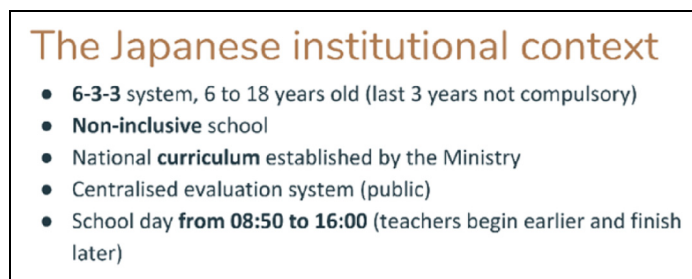 The Japanese institutional context
● 6-3-3 system, 6 to 18 years old (last 3 years not compulsory)
● Non-inclusive school
● National curriculum established by the Ministry
● Centralised evaluation system (public)
● School day from 08:50 to 16:00 (teachers begin earlier and finish
later)